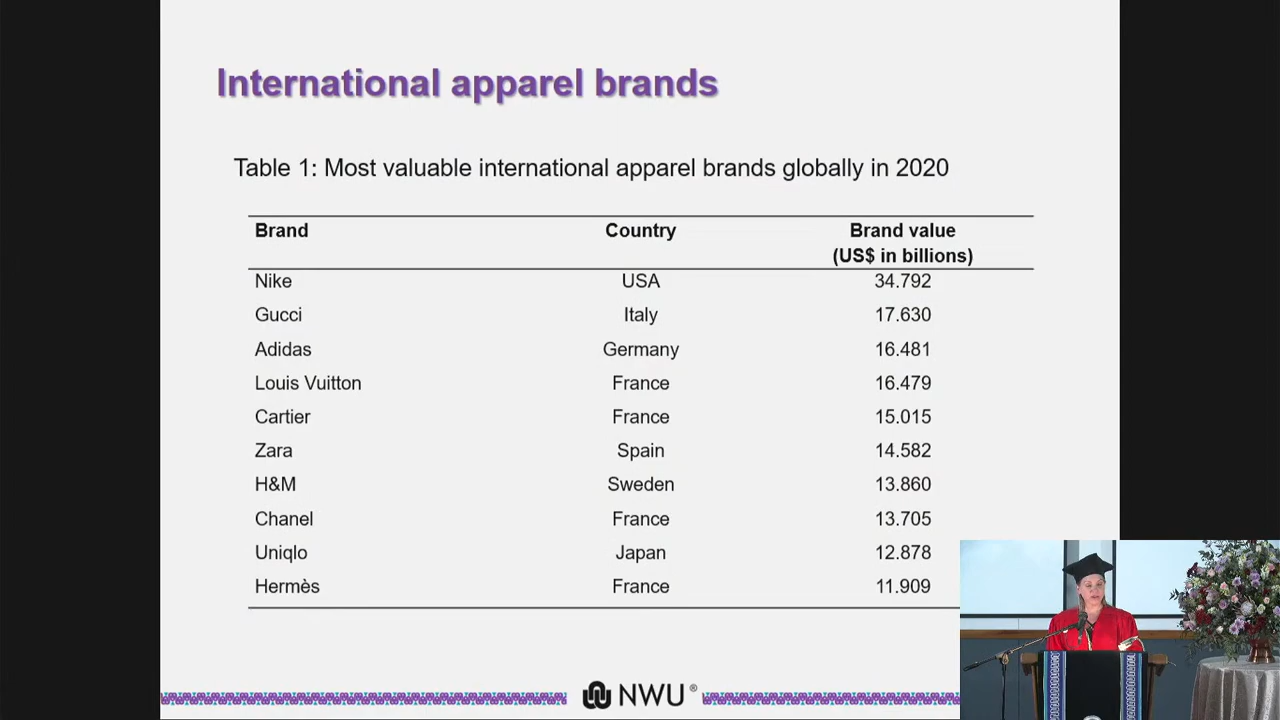 International apparel brands
Table 1: Most valuable international apparel brands globally in 2020
Brand Country Brand value
(US$ in billions)
Nike USA 34.792
Gucci Italy 17.630
Adidas Germany 16.481
Louis Vuitton France 16.479
Cartier France 15.015
Zara Spain 14.582
H&M Sweden 13.860
Chanel France 13.705
Uniqlo Japan 12.878
Hermès France 11.909
NWU®